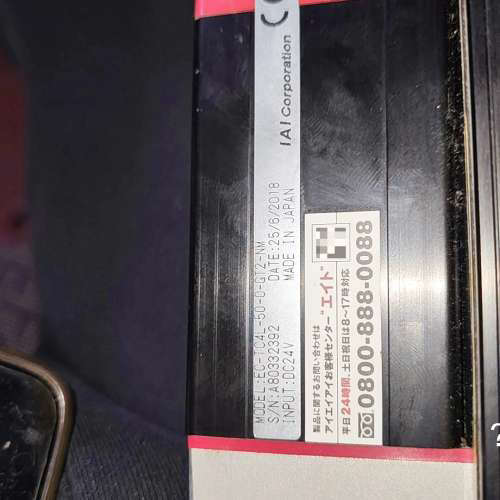 MODEL:EC-TC4L-50-0-GT2-NM
S/N:A80332392 DATE:25/6/2018
INPUT:DC24V MADE IN JAPAN
IAI Corporation
製品に関するお問い合わせは
アイエイアイお客様センター"エイト"
平日24時間、土日祝日は8〜17時対応
0800-888-0088
?